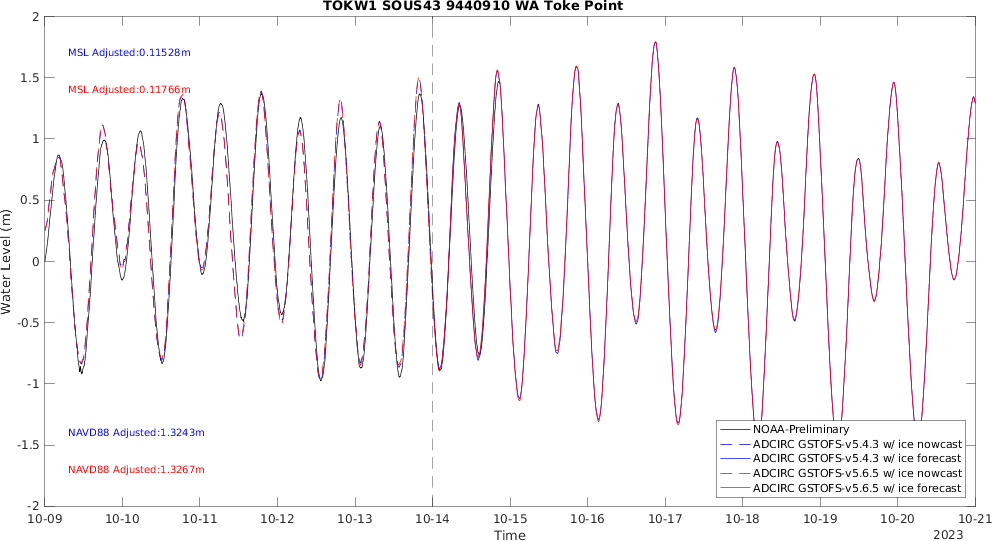 TOKW1 SOUS43 9440910 WA Toke Point
MSL Adjusted:0.11528m
MSL Adjusted:0.11766m
NAVD88 Adjusted:1.3243m
NAVD88 Adjusted:1.3267m
Water Level (m)
2
1.5
1
0.5
0
-0.5
-1
-1.5
-2
NOAA-Preliminary
ADCIRC GSTOFS-v5.4.3 w/ ice nowcast
ADCIRC GSTOFS-v5.4.3 w/ ice forecast
ADCIRC GSTOFS-v5.6.5 w/ ice nowcast
ADCIRC GSTOFS-v5.6.5 w/ ice forecast
10-09 10-10 10-11 10-12 10-13 10-14 10-15 10-16 10-17 10-18 10-19 10-20 10-21
Time
2023